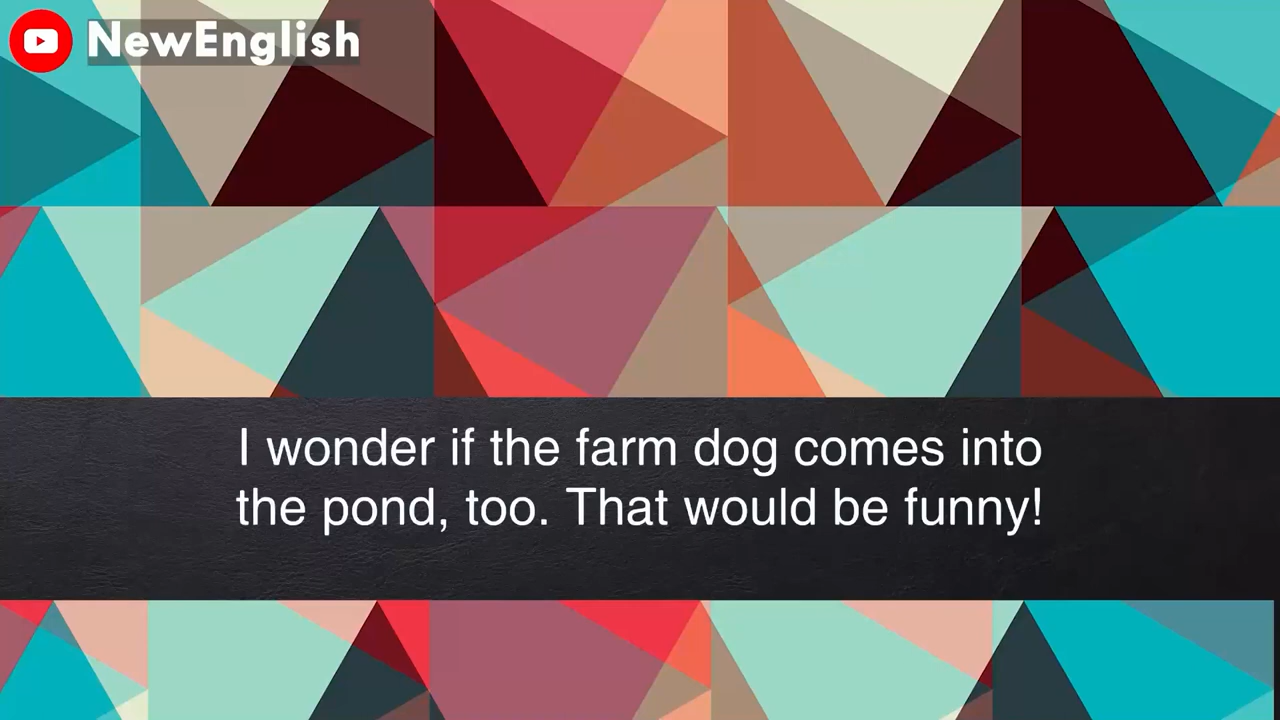 NewEnglish
I wonder if the farm dog comes into
the pond, too. That would be funny!